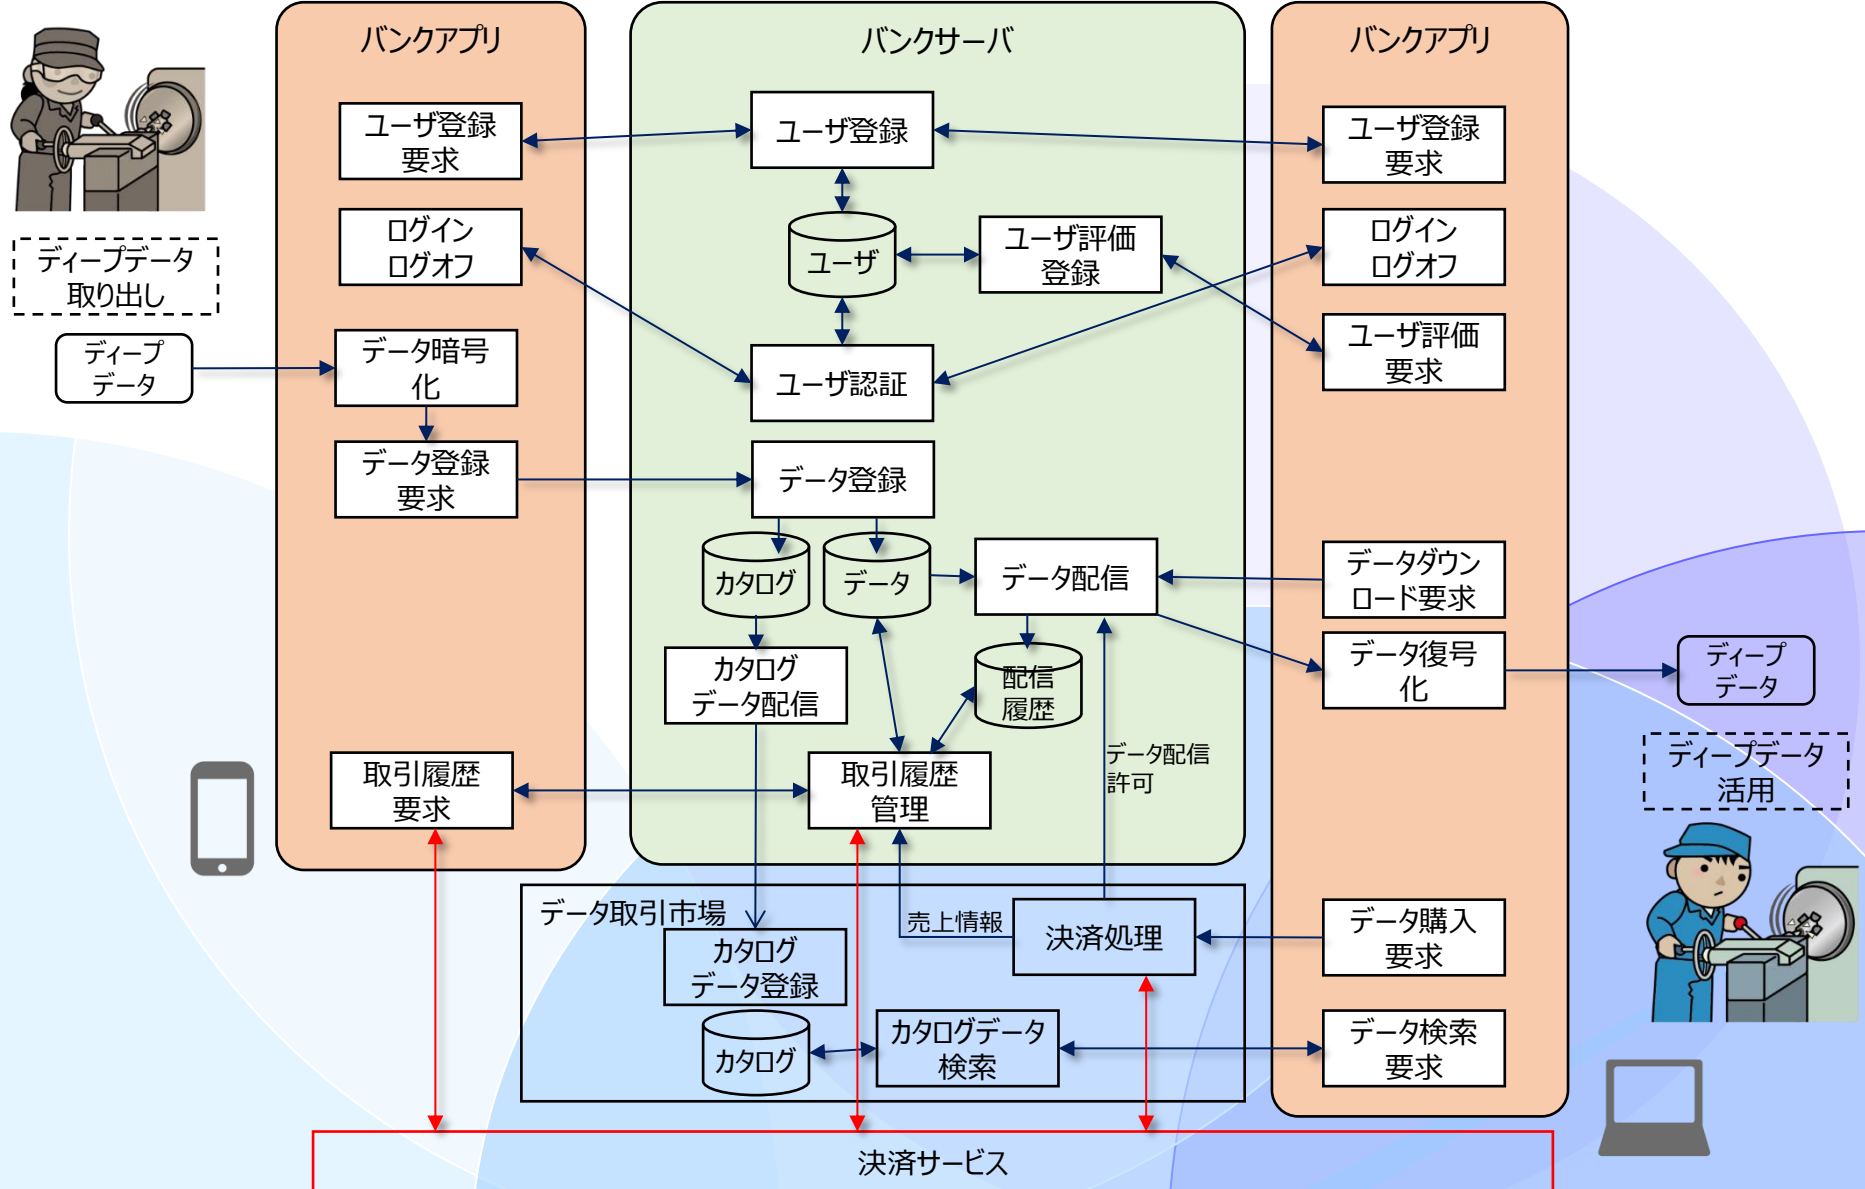 バンクアプリ
バンクサーバ
バンクアプリ
ユーザ登録
要求
ユーザ登録
ユーザ登録
要求
ログイン
ログオフ
ユーザ
ユーザ評価
登録
ログイン
ログオフ
ディープデータ
取り出し
ディープ
データ
データ暗号
化
ユーザ認証
ユーザ評価
要求
データ登録
要求
データ登録
カタログ
データ
データ配信
データダウン
ロード要求
カタログ
データ配信
配信
履歴
データ復号
化
ディープ
データ
ディープデータ
活用
取引履歴
要求
取引履歴
管理
データ配信
許可
データ取引市場
売上情報
決済処理
データ購入
要求
カタログ
データ登録
カタログ
カタログデータ
検索
データ検索
要求
決済サービス